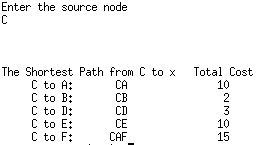 Enter the source node
C
The Shortest Path from C to x Total Cost
C to A: CA 10
C to B: CB 2
C to D: CD 3
C to E: CE 10
C to F: CAF 15